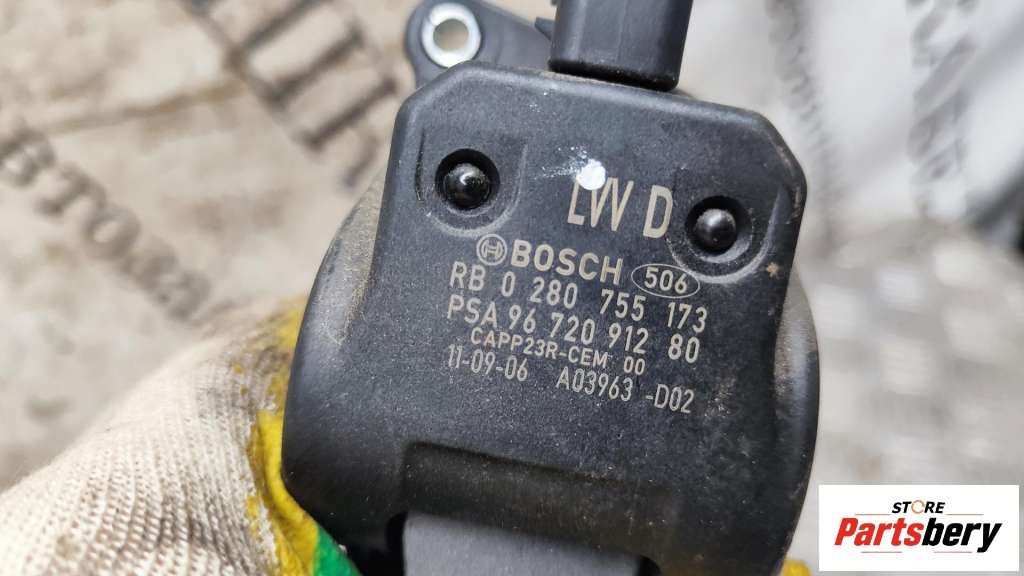 LW D
BOSCH 506
RB 0 280 755 173
PSA 96 720 912 80
CAPP23R-CEM 00
11-09-06 A03963 -D02
STORE
Partsbery